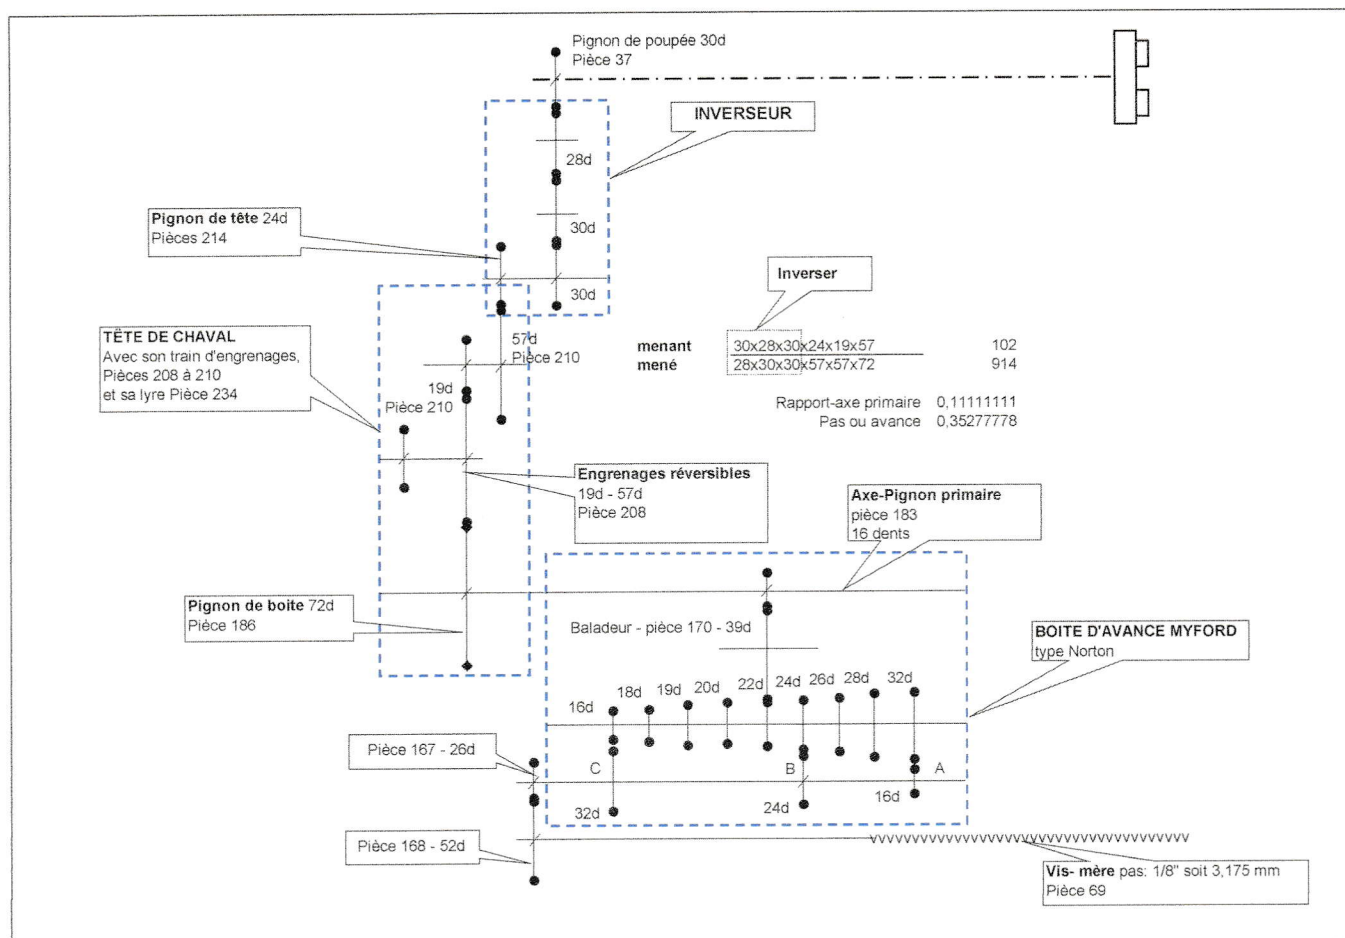 Pignon de poupée 30d
Pièce 37
INVERSEUR
28d
Pignon de tête 24d
Pièces 214
30d
30d
Inverser
TÊTE DE CHAVAL
Avec son train d'engrenages,
Pièces 208 à 210
et sa lyre Pièce 234
57d
Pièce 210
19d
Pièce 210
menant 30x28x30x24x19x57 102
mené 28x30x30x57x57x72 914
Rapport-axe primaire 0,11111111
Pas ou avance 0,35277778
Engrenages réversibles
19d - 57d
Pièce 208
Axe-Pignon primaire
pièce 183
16 dents
Pignon de boite 72d
Pièce 186
Baladeur - pièce 170 - 39d
BOITE D'AVANCE MYFORD
type Norton
16d 18d 19d 20d 22d 24d 26d 28d 32d
Pièce 167 - 26d
C B A
32d 24d 16d
Pièce 168 - 52d
Vis- mère pas: 1/8" soit 3,175 mm
Pièce 69